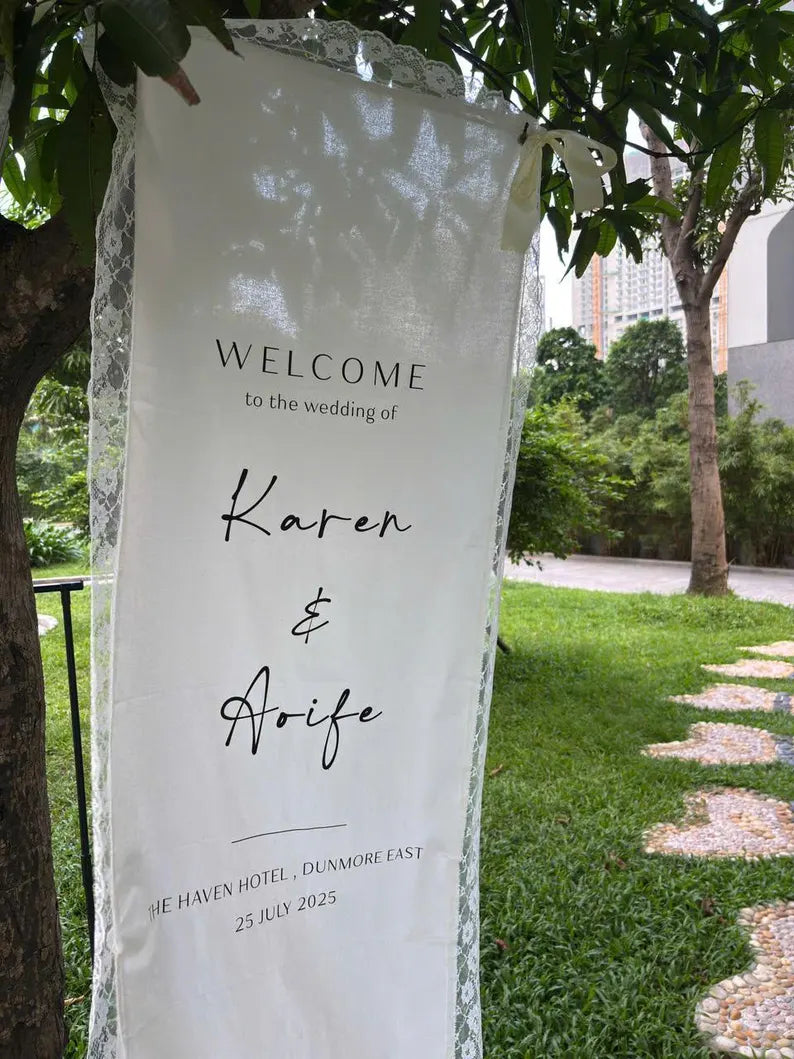 WELCOME
to the wedding of
Karen
&
Aoife
THE HAVEN HOTEL , DUNMORE EAST
25 JULY 2025